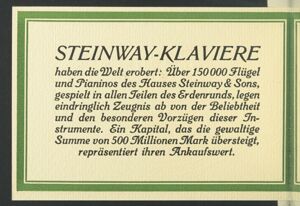 STEINWAY-KLAVIERE
haben die Welt erobert: Über 150000 Flügel
und Pianinos des Hauses Steinway & Sons,
gespielt in allen Teilen des Erdenrunds, legen
eindringlich Zeugnis ab von der Beliebtheit
und den besonderen Vorzügen dieser In-
strumente. Ein Kapital, das die gewaltige
Summe von 500 Millionen Mark übersteigt,
repräsentiert ihren Ankaufswert.